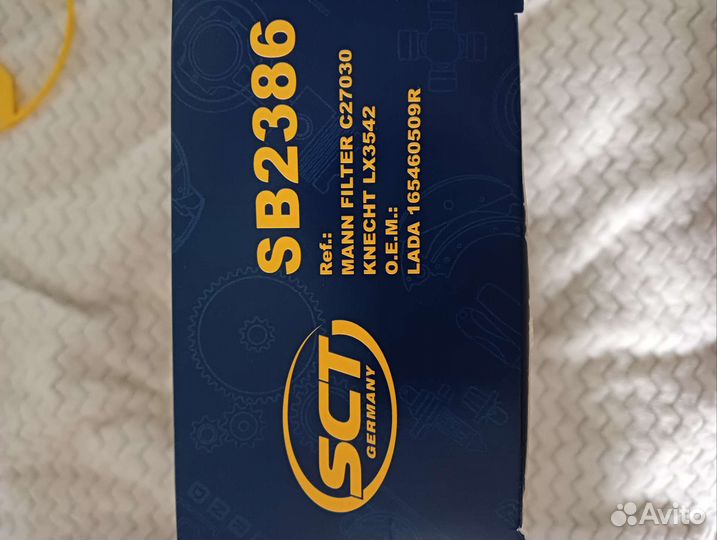 SB2386
Ref.:
MANN FILTER C27030
KNECHT LX3542
O.E.M.:
LADA 165460509R
SCT
GERMANY
Avito